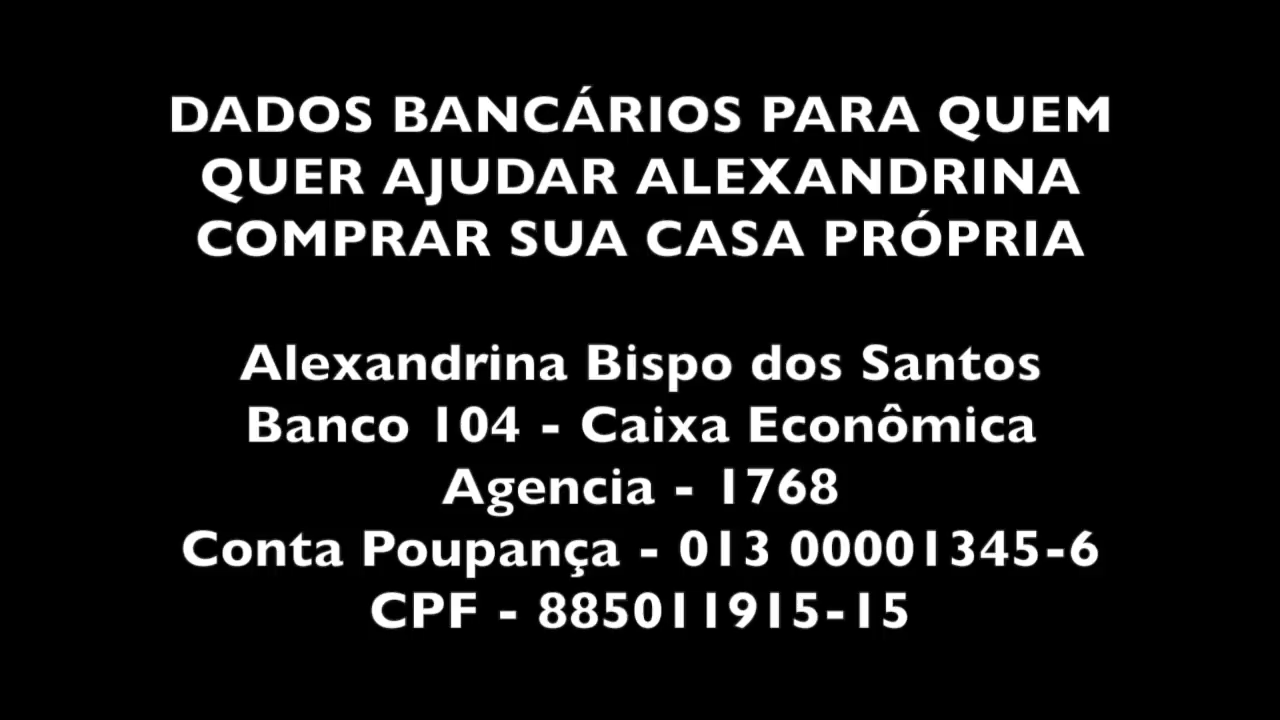 DADOS BANCÁRIOS PARA QUEM
QUER AJUDAR ALEXANDRINA
COMPRAR SUA CASA PRÓPRIA
Alexandrina Bispo dos Santos
Banco 104 - Caixa Econômica
Agencia - 1768
Conta Poupança - 013 00001345-6
CPF - 885011915-15